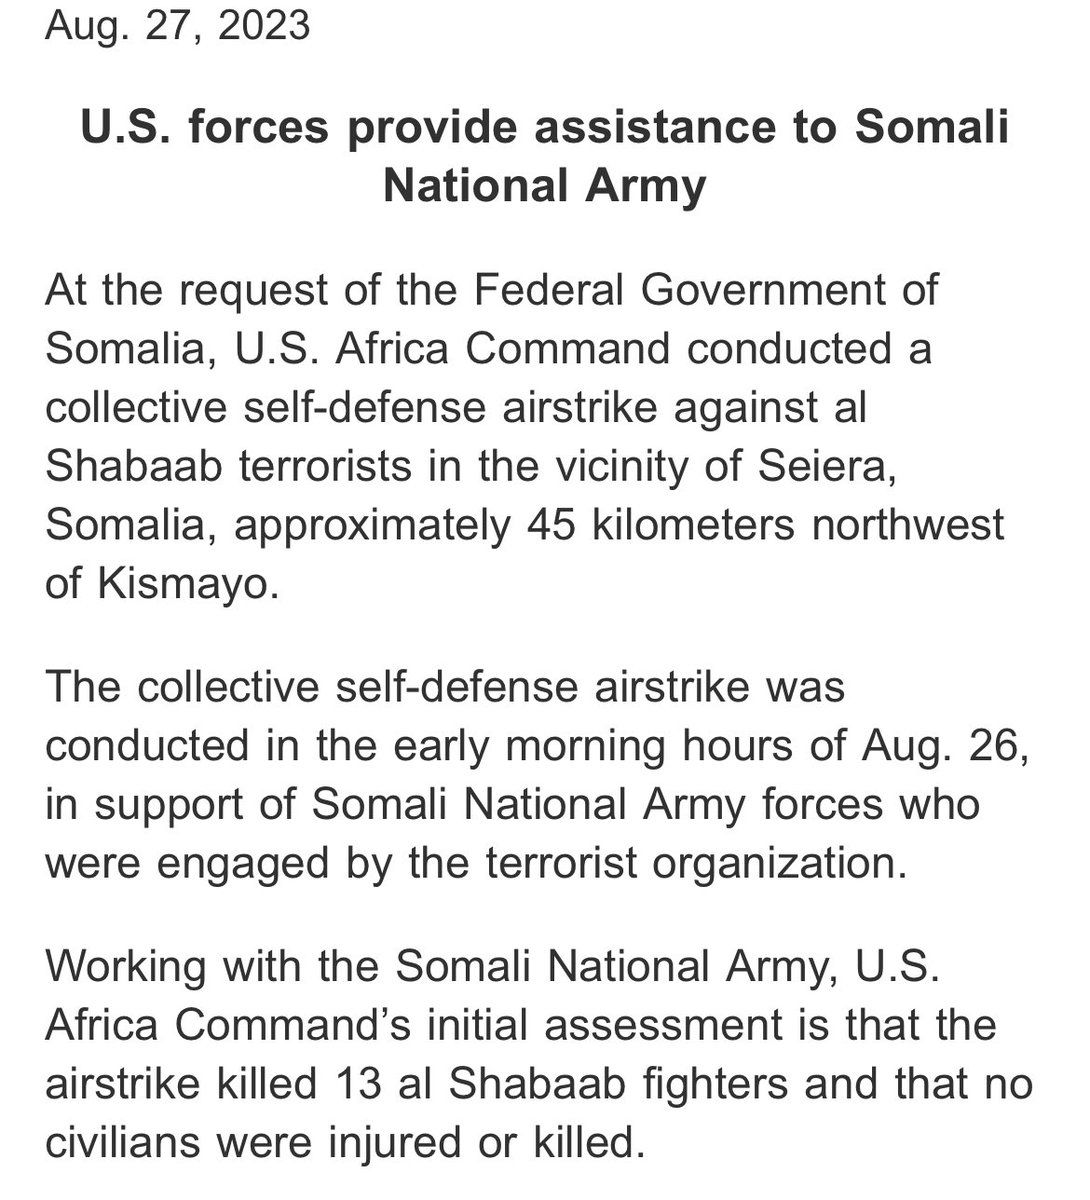 Aug. 27, 2023
U.S. forces provide assistance to Somali
National Army
At the request of the Federal Government of
Somalia, U.S. Africa Command conducted a
collective self-defense airstrike against al
Shabaab terrorists in the vicinity of Seiera,
Somalia, approximately 45 kilometers northwest
of Kismayo.
The collective self-defense airstrike was
conducted in the early morning hours of Aug. 26,
in support of Somali National Army forces who
were engaged by the terrorist organization.
Working with the Somali National Army, U.S.
Africa Command’s initial assessment is that the
airstrike killed 13 al Shabaab fighters and that no
civilians were injured or killed.